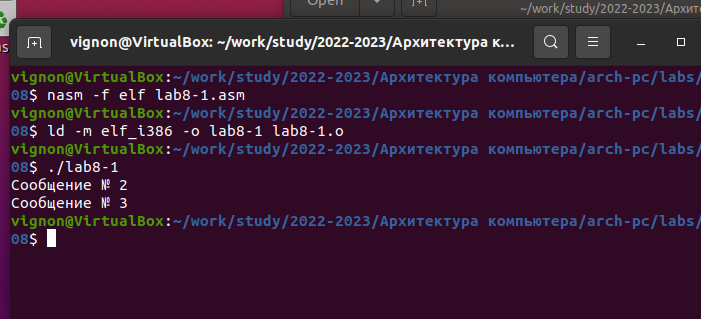 Open
~/work/study/2022-2023/Архит
vignon@VirtualBox: ~/work/study/2022-2023/Архитектура к...
vignon@VirtualBox:~/work/study/2022-2023/Архитектура компьютера/arch-pc/labs/
08$ nasm -f elf lab8-1.asm
vignon@VirtualBox:~/work/study/2022-2023/Архитектура компьютера/arch-pc/labs/
08$ ld -m elf_i386 -o lab8-1 lab8-1.o
vignon@VirtualBox:~/work/study/2022-2023/Архитектура компьютера/arch-pc/labs/
08$ ./lab8-1
Сообщение № 2
Сообщение № 3
vignon@VirtualBox:~/work/study/2022-2023/Архитектура компьютера/arch-pc/labs/
08$